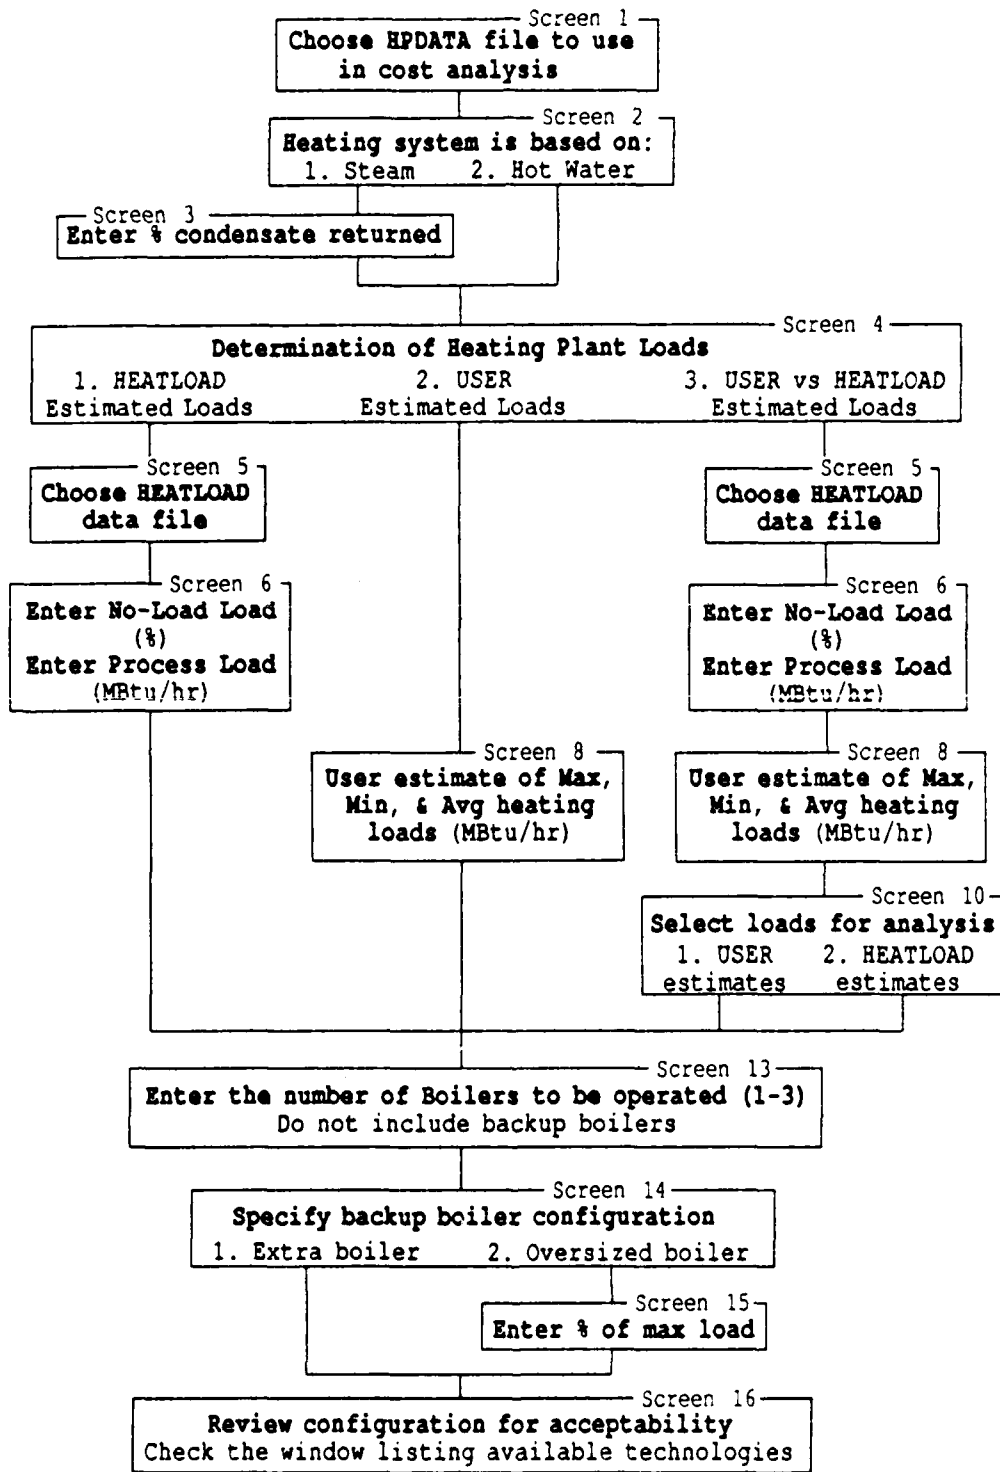 Screen 1
Choose HPDATA file to use
in cost analysis
Screen 2
Heating system is based on:
1. Steam 2. Hot Water
Screen 3
Enter % condensate returned
Screen 4
Determination of Heating Plant Loads
1. HEATLOAD 2. USER 3. USER vs HEATLOAD
Estimated Loads Estimated Loads Estimated Loads
Screen 5 Screen 5
Choose HEATLOAD Choose HEATLOAD
data file data file
Screen 6 Screen 6
Enter No-Load Load Enter No-Load Load
(%) (%)
Enter Process Load Enter Process Load
(MBtu/hr) (MBtu/hr)
Screen 8 Screen 8
User estimate of Max, User estimate of Max,
Min, & Avg heating Min, & Avg heating
loads (MBtu/hr) loads (MBtu/hr)
Screen 10
Select loads for analysis
1. USER 2. HEATLOAD
estimates estimates
Screen 13
Enter the number of Boilers to be operated (1-3)
Do not include backup boilers
Screen 14
Specify backup boiler configuration
1. Extra boiler 2. Oversized boiler
Screen 15
Enter % of max load
Screen 16
Review configuration for acceptability
Check the window listing available technologies